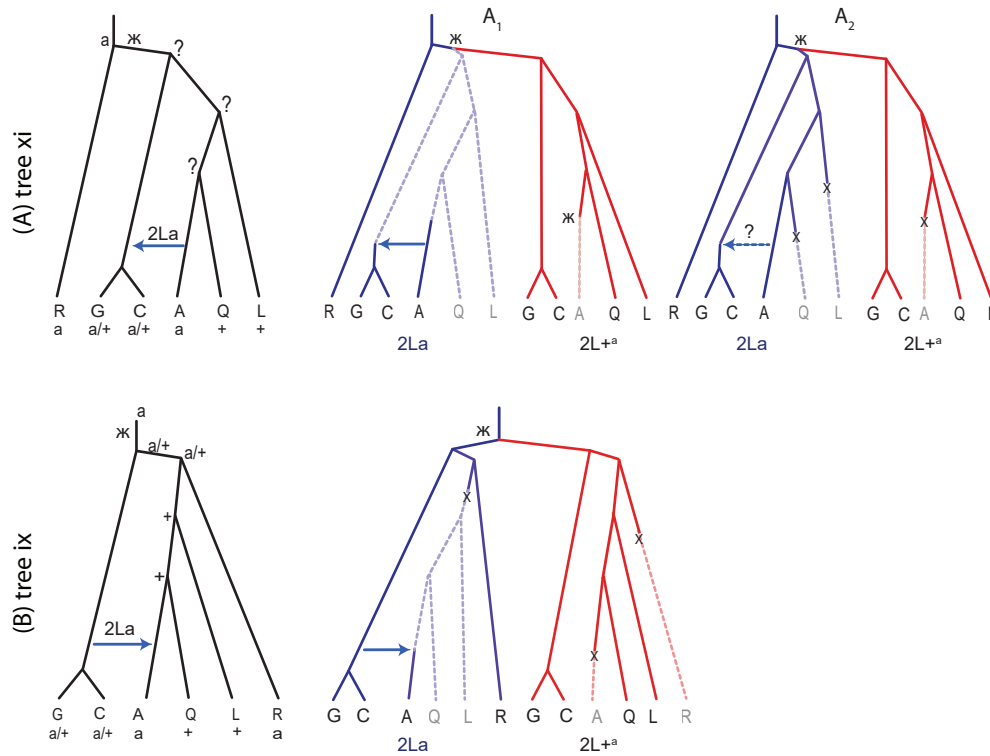 (A) tree xi
a ж ?
?
?
2La
R G C A Q L
a a/+ a/+ a + +
A1
ж
ж
R G C A Q L G C A Q L
2La 2L+ᵃ
A2
ж
x
x
x
?
R G C A Q L G C A Q L
2La 2L+ᵃ
(B) tree ix
a
ж
a/+ a/+
+
+
2La
G C A Q L R
a/+ a/+ a + + a
ж
x
x
x
G C A Q L R G C A Q L R
2La 2L+ᵃ